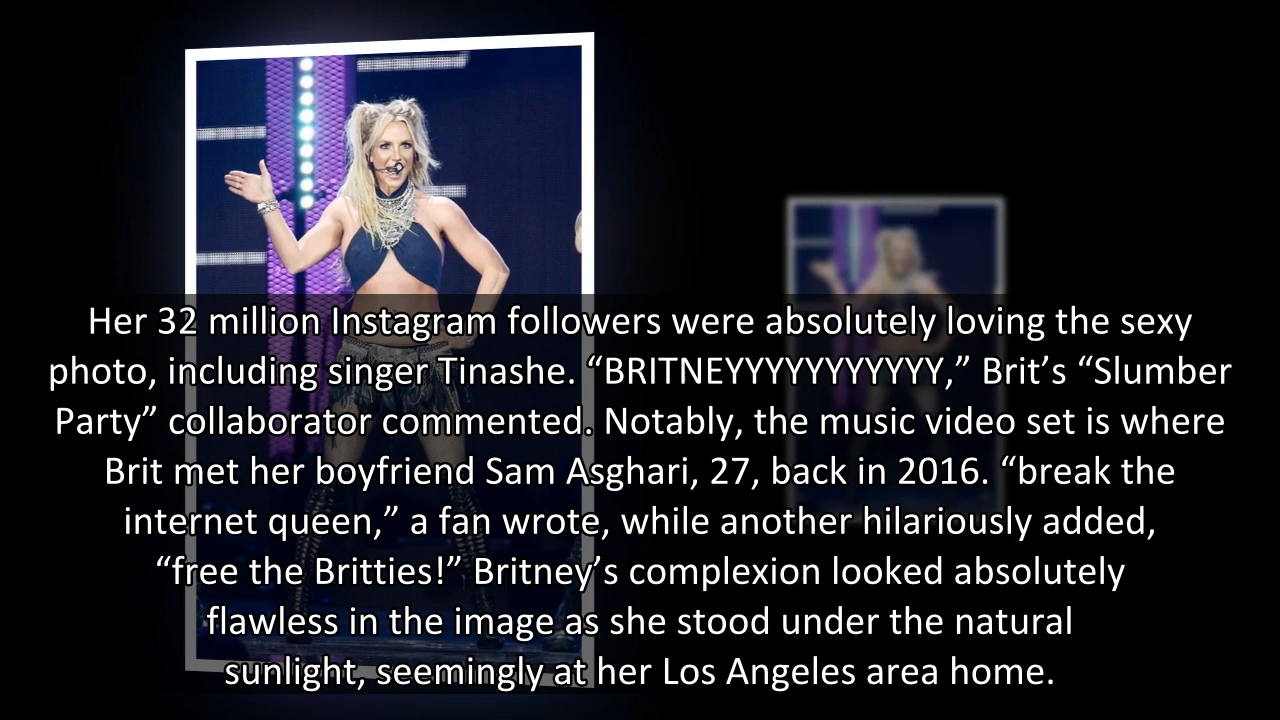 Her 32 million Instagram followers were absolutely loving the sexy
photo, including singer Tinashe. “BRITNEYYYYYYYYYYYY,” Brit’s “Slumber
Party” collaborator commented. Notably, the music video set is where
Brit met her boyfriend Sam Asghari, 27, back in 2016. “break the
internet queen,” a fan wrote, while another hilariously added,
“free the Britties!” Britney’s complexion looked absolutely
flawless in the image as she stood under the natural
sunlight, seemingly at her Los Angeles area home.